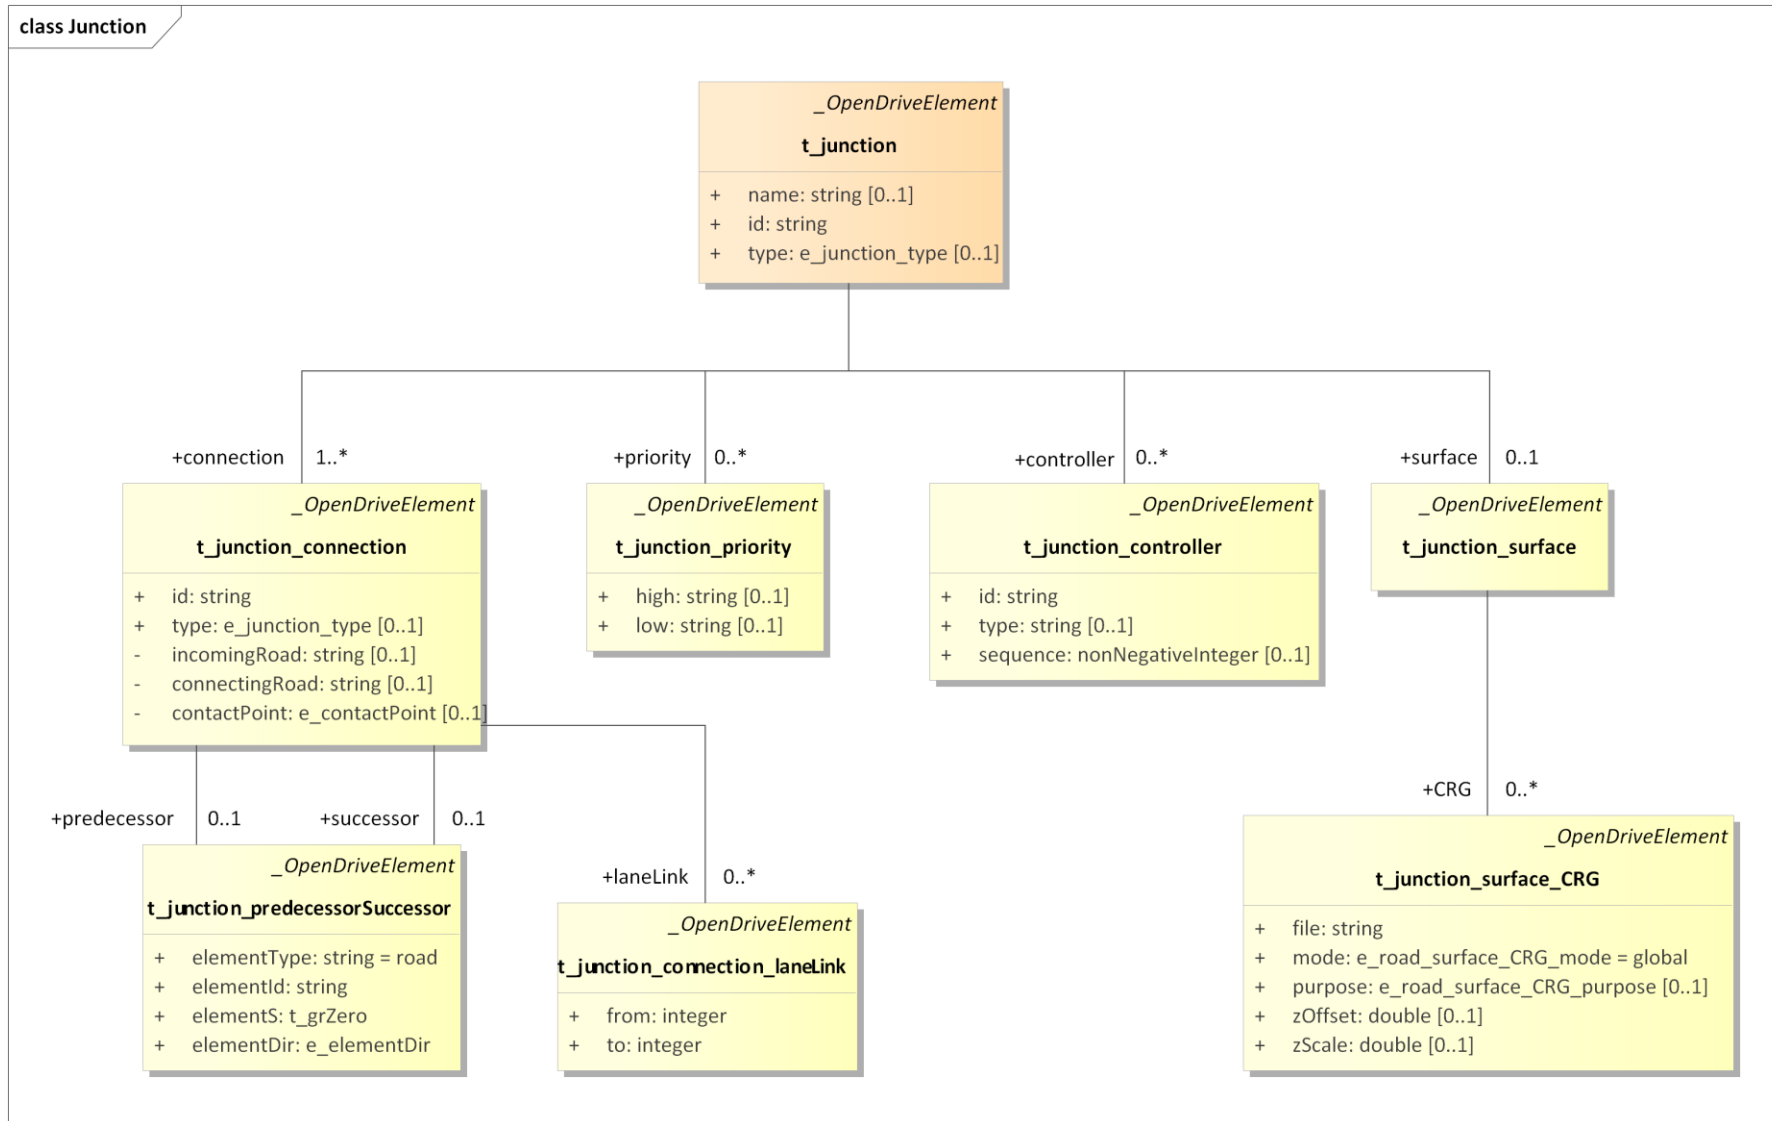 class Junction
_OpenDriveElement
t_junction
+ name: string [0..1]
+ id: string
+ type: e_junction_type [0..1]
+connection 1..*
+priority 0..*
+controller 0..*
+surface 0..1
_OpenDriveElement
t_junction_connection
+ id: string
+ type: e_junction_type [0..1]
- incomingRoad: string [0..1]
- connectingRoad: string [0..1]
- contactPoint: e_contactPoint [0..1]
_OpenDriveElement
t_junction_priority
+ high: string [0..1]
+ low: string [0..1]
_OpenDriveElement
t_junction_controller
+ id: string
+ type: string [0..1]
+ sequence: nonNegativeInteger [0..1]
_OpenDriveElement
t_junction_surface
+predecessor 0..1
+successor 0..1
+laneLink 0..*
+CRG 0..*
_OpenDriveElement
t_junction_predecessorSuccessor
+ elementType: string = road
+ elementId: string
+ elementS: t_grZero
+ elementDir: e_elementDir
_OpenDriveElement
t_junction_connection_laneLink
+ from: integer
+ to: integer
_OpenDriveElement
t_junction_surface_CRG
+ file: string
+ mode: e_road_surface_CRG_mode = global
+ purpose: e_road_surface_CRG_purpose [0..1]
+ zOffset: double [0..1]
+ zScale: double [0..1]